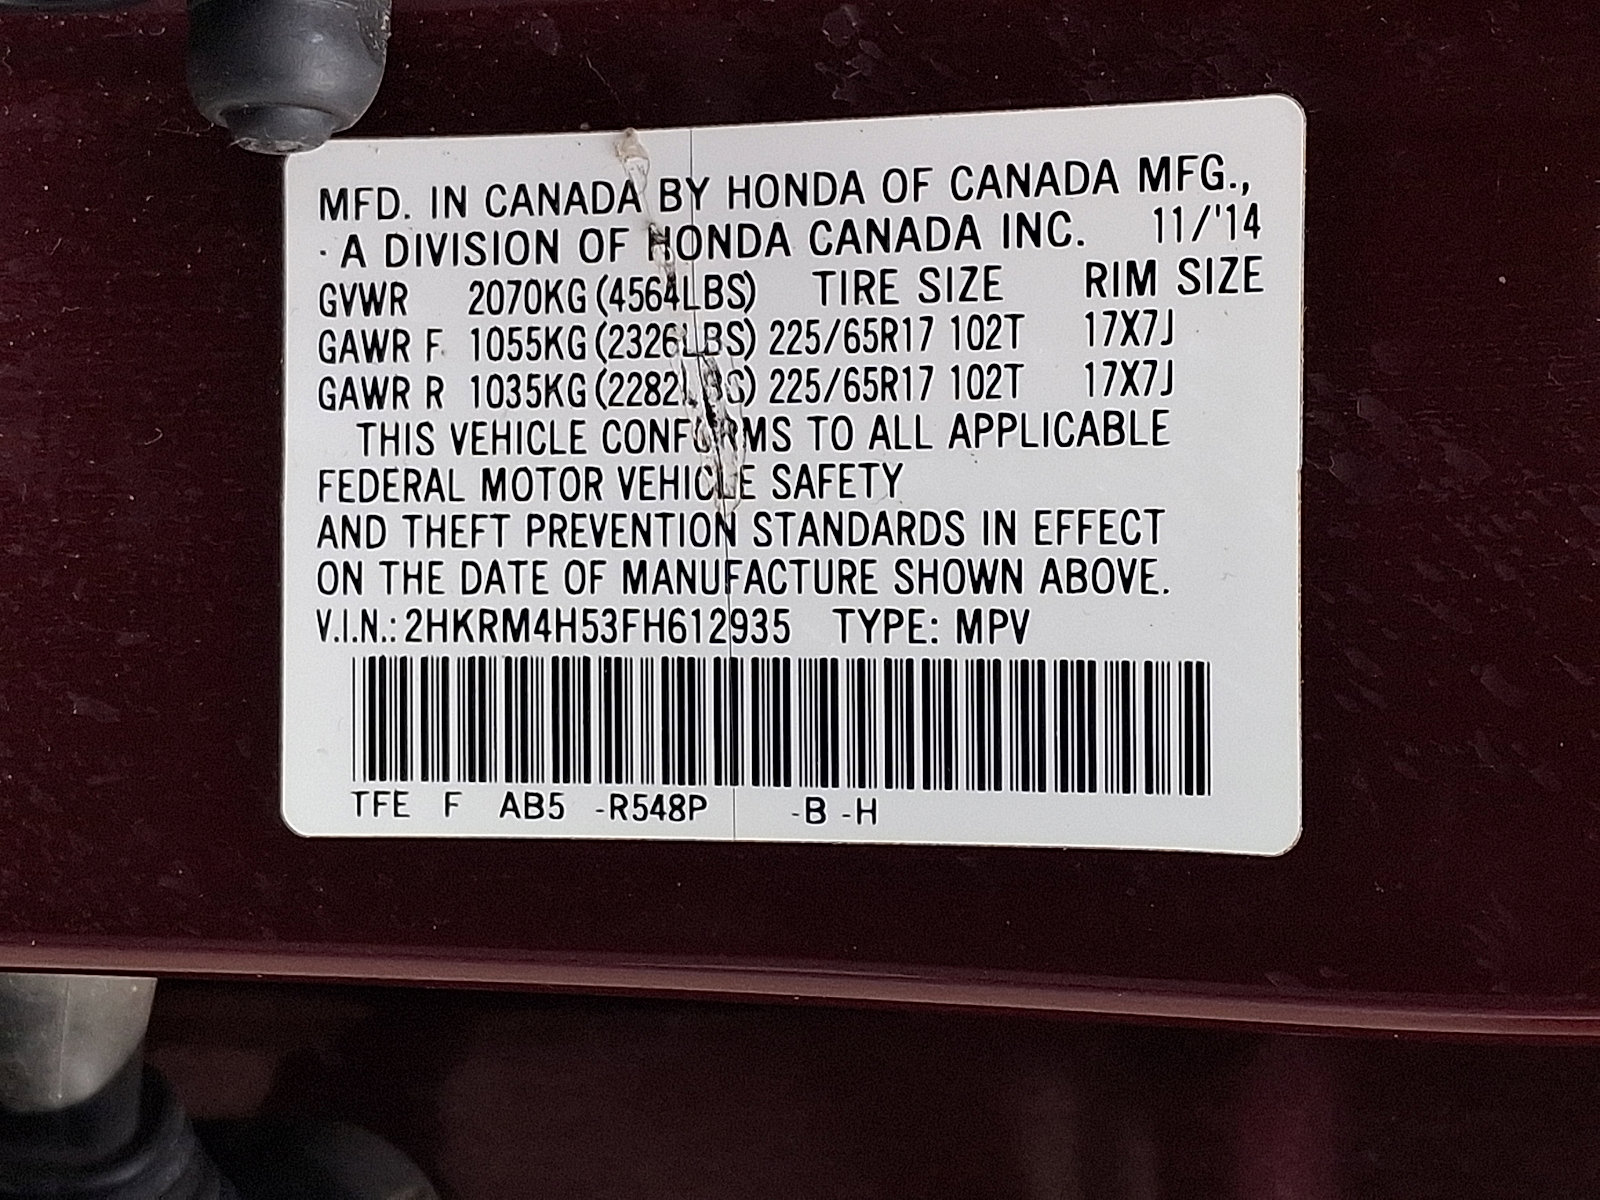 MFD. IN CANADA BY HONDA OF CANADA MFG.,
A DIVISION OF HONDA CANADA INC. 11/'14
GVWR 2070KG (4564LBS) TIRE SIZE RIM SIZE
GAWR F 1055KG (2326LBS) 225/65R17 102T 17X7J
GAWR R 1035KG (2282LBS) 225/65R17 102T 17X7J
THIS VEHICLE CONFORMS TO ALL APPLICABLE
FEDERAL MOTOR VEHICLE SAFETY
AND THEFT PREVENTION STANDARDS IN EFFECT
ON THE DATE OF MANUFACTURE SHOWN ABOVE.
V.I.N.: 2HKRM4H53FH612935 TYPE: MPV
TFE F AB5 -R548P -B -H